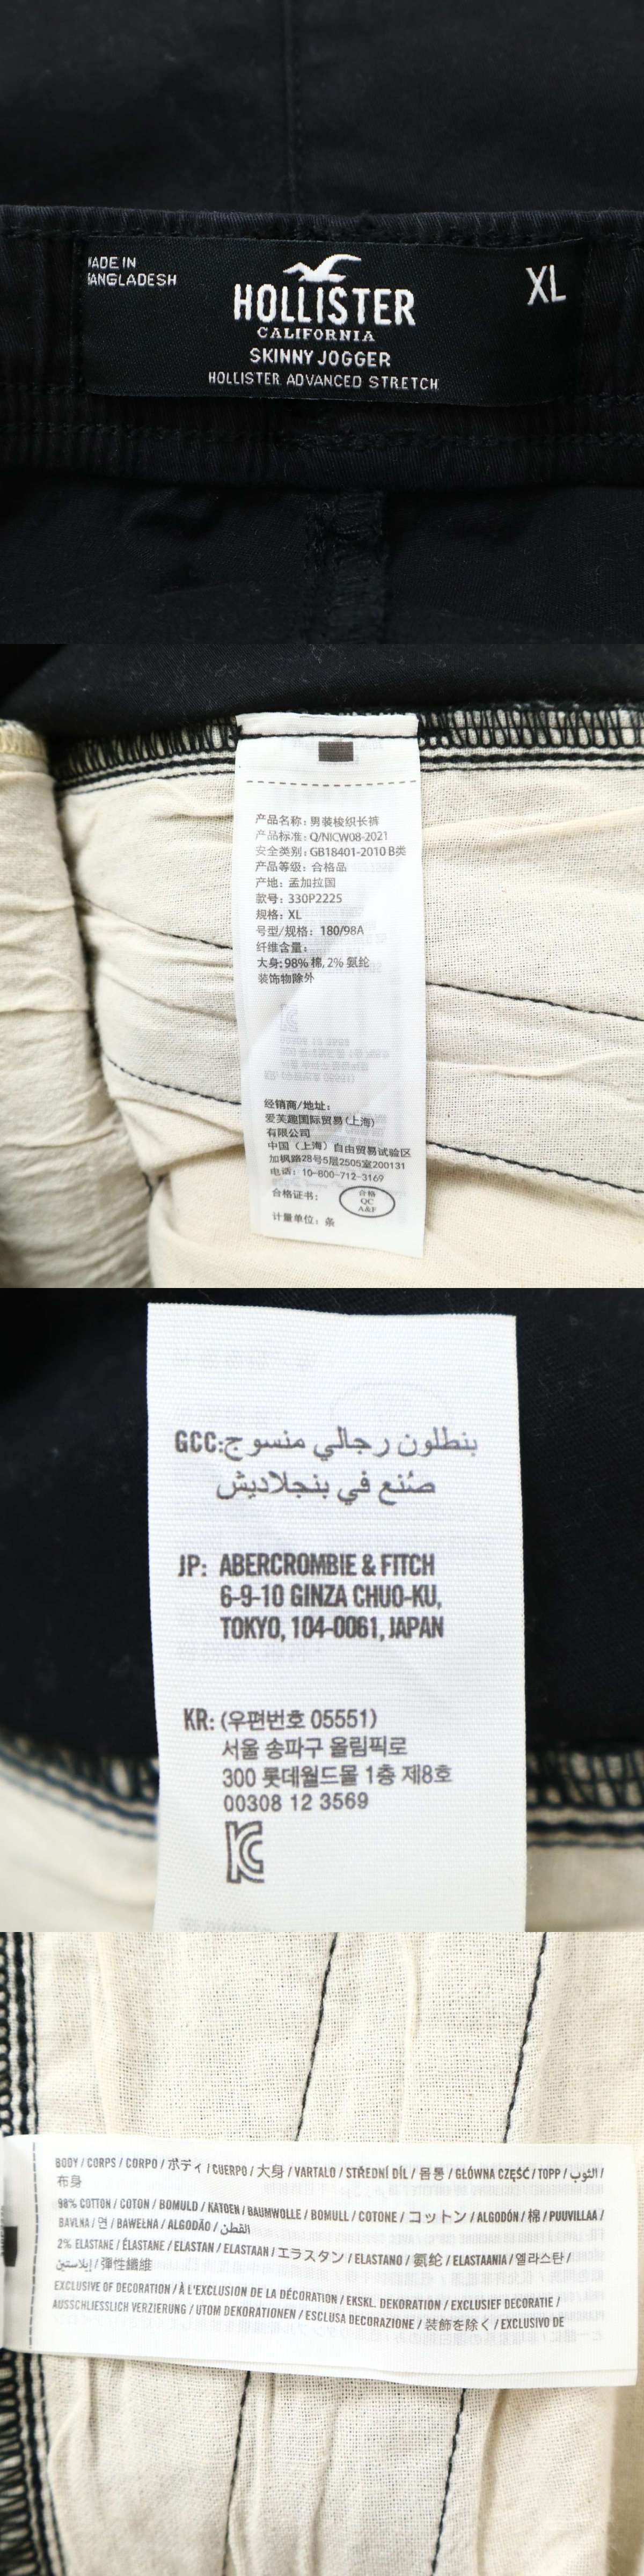 MADE IN
BANGLADESH
HOLLISTER
CALIFORNIA
SKINNY JOGGER
HOLLISTER ADVANCED STRETCH
XL
产品名称：男装梭织长裤
产品标准：Q/NICW08-2021
安全类别：GB18401-2010 B类
产品等级：合格品
产地：孟加拉国
款号：330P2225
规格：XL
号型/规格：180/98A
纤维含量：
大身：98% 棉, 2% 氨纶
装饰物除外
经销商/地址：
爱芙趣国际贸易 (上海)
有限公司
中国（上海）自由贸易试验区
加枫路28号5层2505室200131
电话：10-800-712-3169
合格证书：
合格
QC
A&F
计量单位：条
GCC: بنطلون رجالي منسوج
صُنع في بنجلاديش
JP: ABERCROMBIE & FITCH
6-9-10 GINZA CHUO-KU,
TOKYO, 104-0061, JAPAN
KR: (우편번호 05551)
서울 송파구 올림픽로
300 롯데월드몰 1층 제8호
00308 12 3569
BODY / CORPS / CORPO / ボディ / CUERPO / 大身 / VARTALO / STŘEDNÍ DÍL / 몸통 / GŁÓWNA CZĘŚĆ / TOPP / الثوب /
布身
98% COTTON / COTON / BOMULD / KATOEN / BAUMWOLLE / BOMULL / COTONE / コットン / ALGODÓN / 棉 / PUUVILLAA /
BAVLNA / 면 / BAWEŁNA / ALGODÃO / القطن
2% ELASTANE / ÉLASTANE / ELASTAN / ELASTAAN / エラスタン / ELASTANO / 氨纶 / ELASTAANIA / 엘라스탄 /
إيلاستين / 彈性纖維
EXCLUSIVE OF DECORATION / À L'EXCLUSION DE LA DÉCORATION / EKSKL. DEKORATION / EXCLUSIEF DECORATIE /
AUSSCHLIESSLICH VERZIERUNG / UTOM DEKORATIONEN / ESCLUSA DECORAZIONE / 装飾を除く / EXCLUSIVO DE